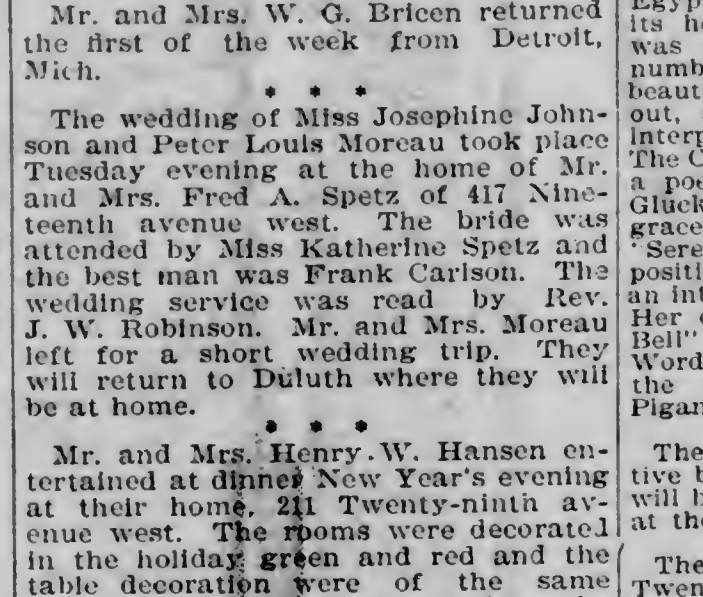 Mr. and Mrs. W. G. Brieen returned
the first of the week from Detroit,
Mich.
* * *
The wedding of Miss Josephine John-
son and Peter Louis Moreau took place
Tuesday evening at the home of Mr.
and Mrs. Fred A. Spetz of 417 Nine-
teenth avenue west. The bride was
attended by Miss Katherine Spetz and
the best man was Frank Carlson. The
wedding service was read by Rev.
J. W. Robinson. Mr. and Mrs. Moreau
left for a short wedding trip. They
will return to Duluth where they will
be at home.
* * *
Mr. and Mrs. Henry W. Hansen en-
tertained at dinner New Year's evening
at their home, 211 Twenty-ninth av-
enue west. The rooms were decorated
in the holiday green and red and the
table decoration were of the same
its h
was
numb
beaut
out,
Interp
The C
a poe
Gluck
grace
"Sere
positi
an int
Her
Bell"
Word
the
Pigan
The
tive b
will b
at the
The
Twen